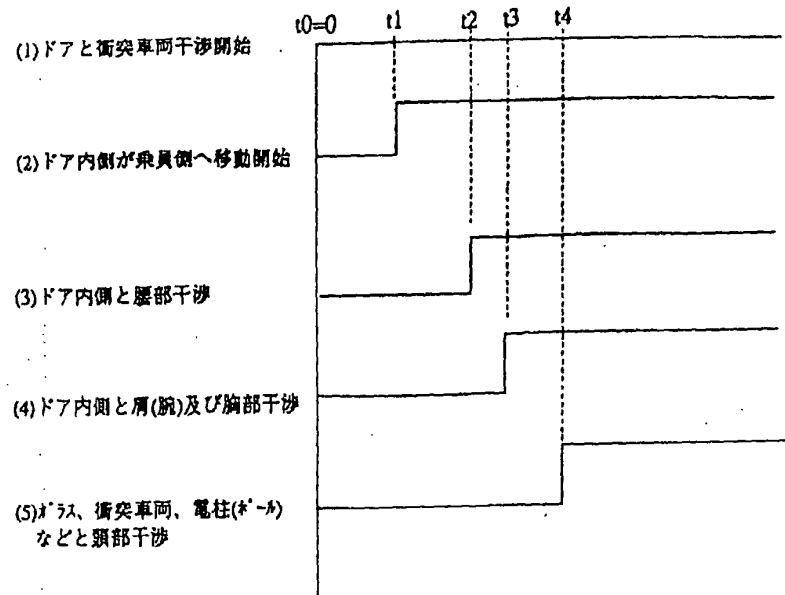 t0=0 t1 t2 t3 t4
(1)ドアと衝突車両干渉開始
(2)ドア内側が乗員側へ移動開始
(3)ドア内側と腰部干渉
(4)ドア内側と肩(腕)及び胸部干渉
(5)ｶﾞﾗｽ、衝突車両、電柱(ﾎﾟｰﾙ)
などと頭部干渉